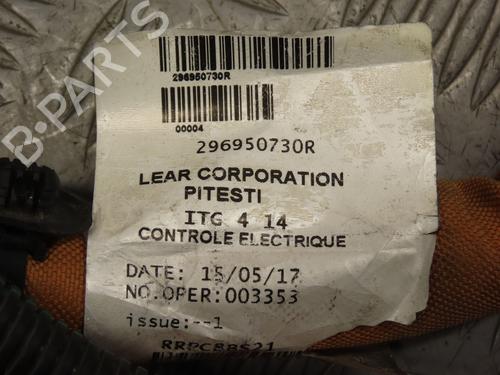 B-PARTS
296950730R
00004
296950730R
LEAR CORPORATION
PITESTI
ITG 4 14
CONTROLE ELECTRIQUE
DATE: 15/05/17
NO.OPER:003353
issue:--1